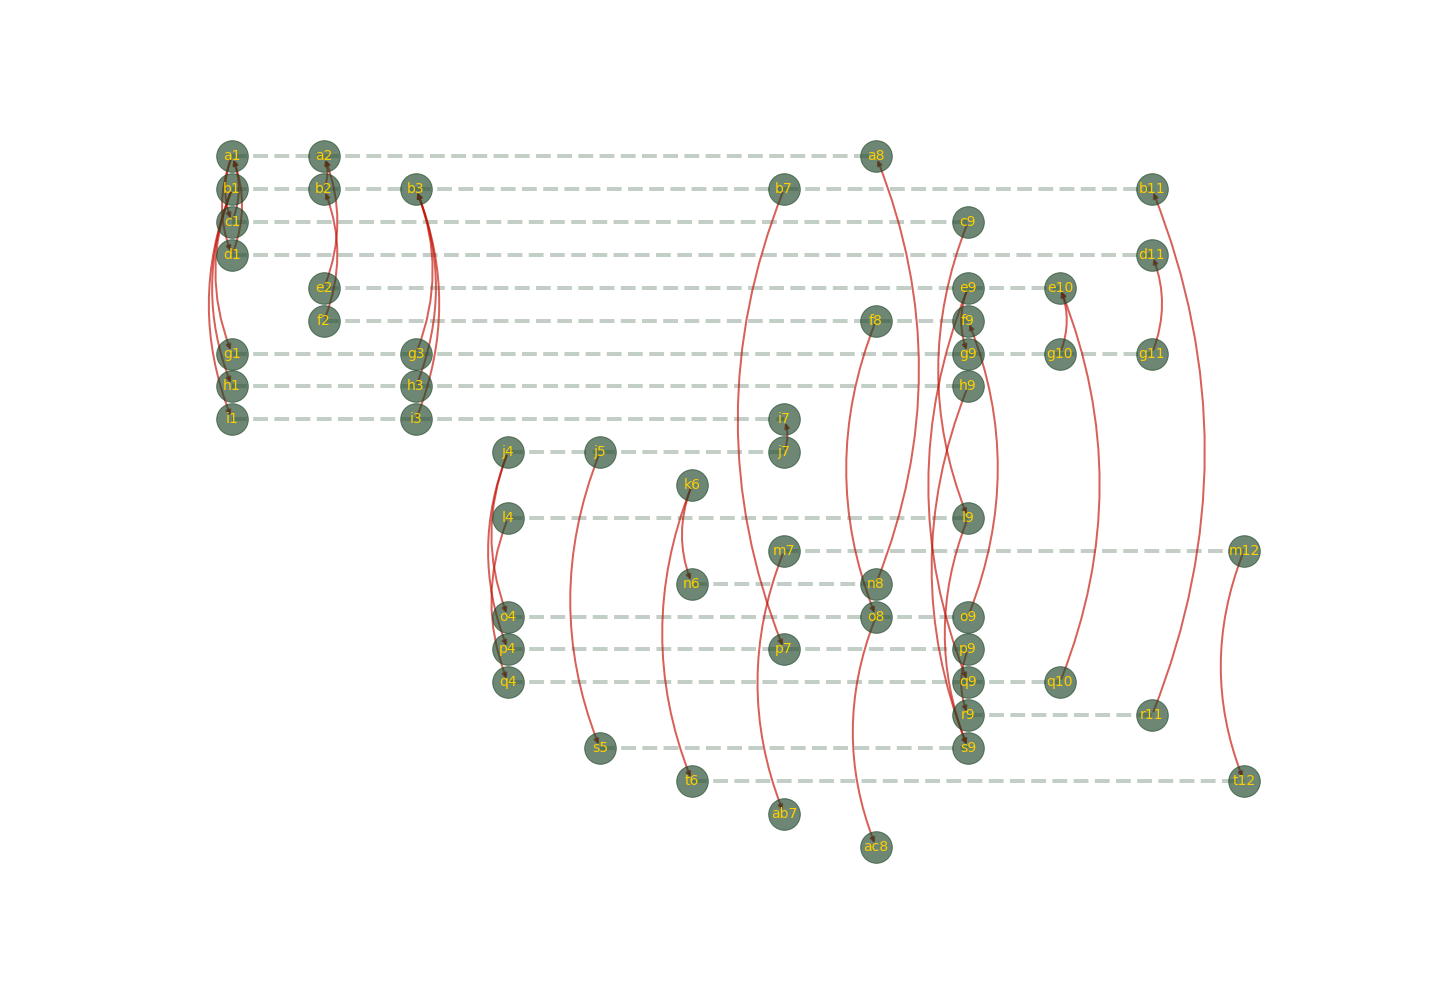 a1 a2 a8
b1 b2 b3 b7 b11
c1 c9
d1 d11
e2 e9 e10
f2 f8 f9
g1 g3 g9 g10 g11
h1 h3 h9
i1 i3 i7
j4 j5 j7
k6
l4 l9
m7 m12
n6 n8
o4 o8 o9
p4 p7 p9
q4 q9 q10
r9 r11
s5 s9
t6 t12
ab7
ac8